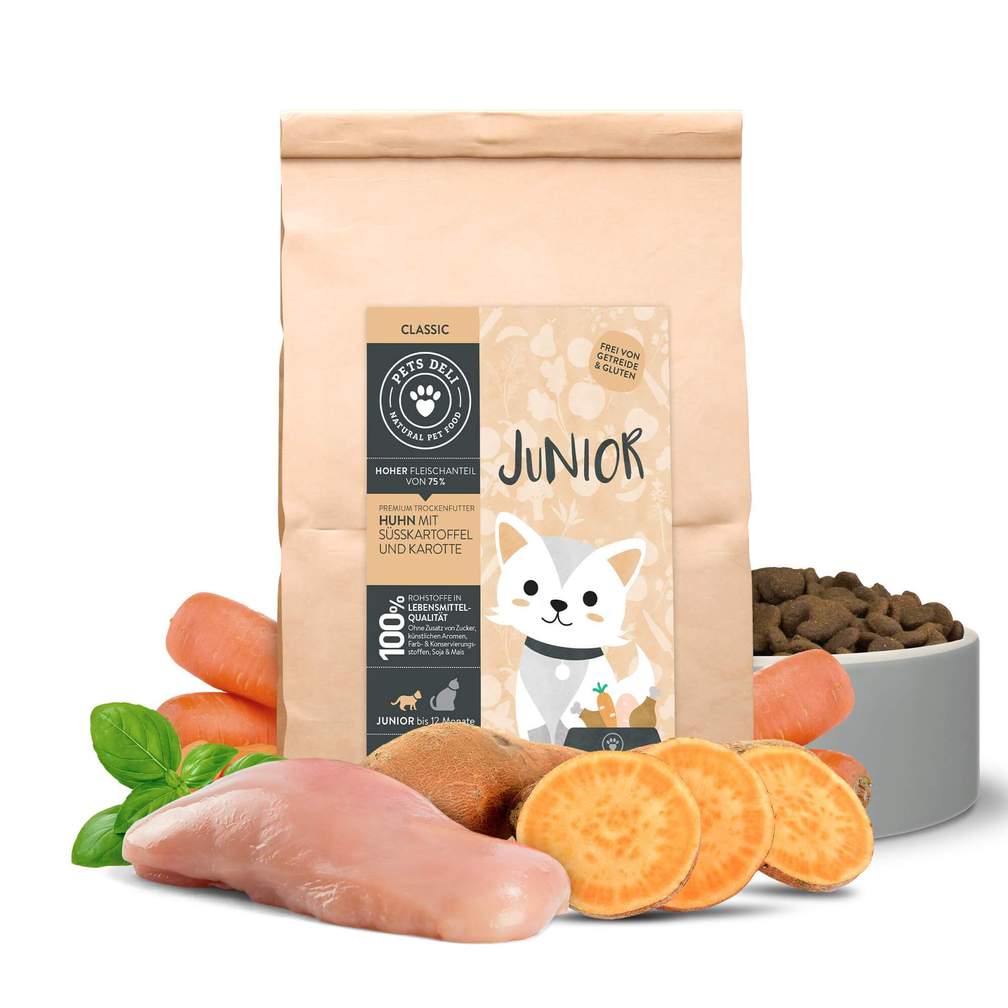 CLASSIC
PETS DELI
NATURAL PET FOOD
HOHER FLEISCHANTEIL
VON 75%
PREMIUM TROCKENFUTTER
HUHN MIT
SÜSSKARTOFFEL
UND KAROTTE
100%
ROHSTOFFE IN
LEBENSMITTEL-
QUALITÄT
Ohne Zusatz von Zucker,
künstlichen Aromen,
Farb- & Konservierungs-
stoffen, Soja & Mais
JUNIOR bis 12 Monate
FREI VON
GETREIDE
& GLUTEN
JUNIOR